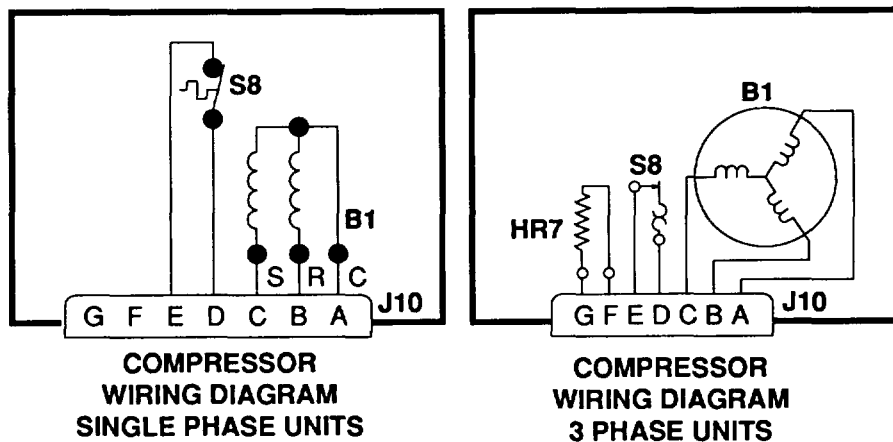 S8
B1
S R C
J10
G F E D C B A
COMPRESSOR
WIRING DIAGRAM
SINGLE PHASE UNITS
B1
S8
HR7
J10
G F E D C B A
COMPRESSOR
WIRING DIAGRAM
3 PHASE UNITS